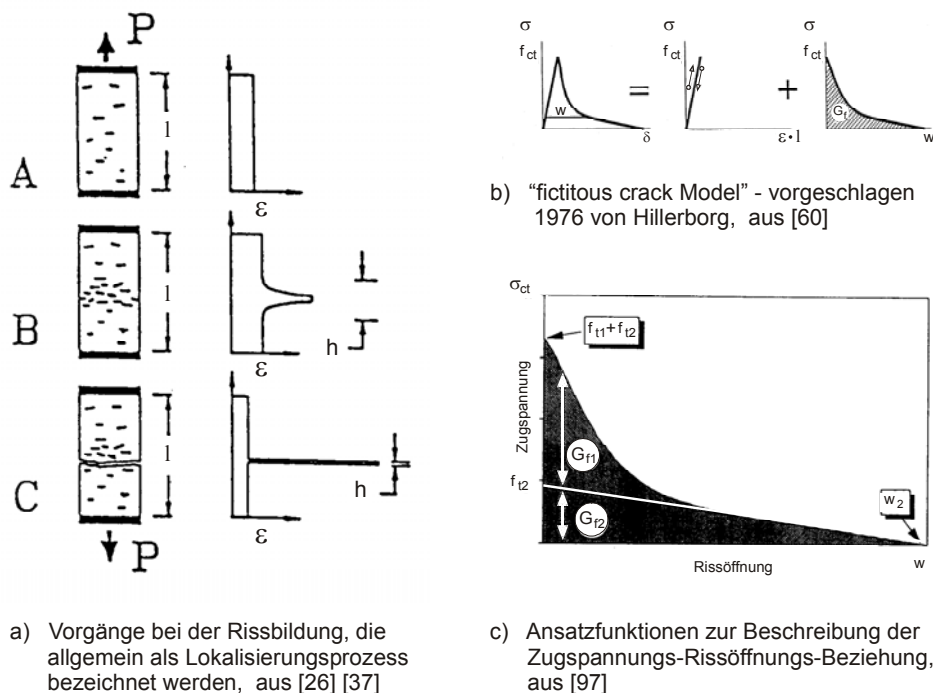 P
A
l
ε
B
l
h
ε
C
l
h
ε
P
a) Vorgänge bei der Rissbildung, die
allgemein als Lokalisierungsprozess
bezeichnet werden, aus [26] [37]
σ
f ct
w
δ
=
σ
f ct
ε•l
+
σ
f ct
G f
w
b) “fictitous crack Model” - vorgeschlagen
1976 von Hillerborg, aus [60]
σ ct
f t1 + f t2
Zugspannung
G f1
f t2
G f2
w 2
Rissöffnung
w
c) Ansatzfunktionen zur Beschreibung der
Zugspannungs-Rissöffnungs-Beziehung,
aus [97]